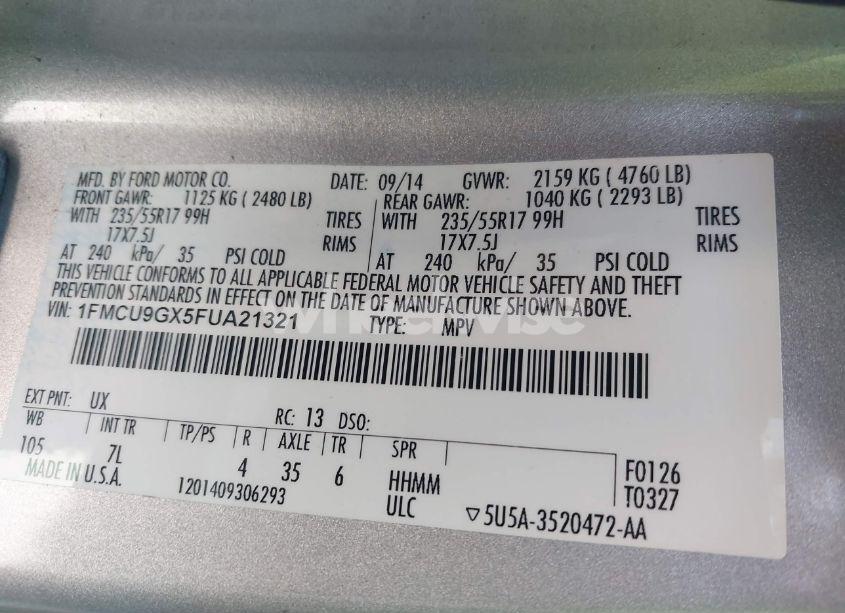 MFD. BY FORD MOTOR CO. DATE: 09/14 GVWR: 2159 KG ( 4760 LB)
FRONT GAWR: 1125 KG ( 2480 LB) REAR GAWR: 1040 KG ( 2293 LB)
WITH 235/55R17 99H TIRES WITH 235/55R17 99H TIRES
17X7.5J RIMS 17X7.5J RIMS
AT 240 kPa/ 35 PSI COLD AT 240 kPa/ 35 PSI COLD
THIS VEHICLE CONFORMS TO ALL APPLICABLE FEDERAL MOTOR VEHICLE SAFETY AND THEFT
PREVENTION STANDARDS IN EFFECT ON THE DATE OF MANUFACTURE SHOWN ABOVE.
VIN: 1FMCU9GX5FUA21321 TYPE: MPV
EXT PNT: UX RC: 13 DSO:
WB INT TR TP/PS R AXLE TR SPR
105 7L 4 35 6 HHMM F0126
MADE IN U.S.A. 1201409306293 ULC T0327
▽5U5A-3520472-AA